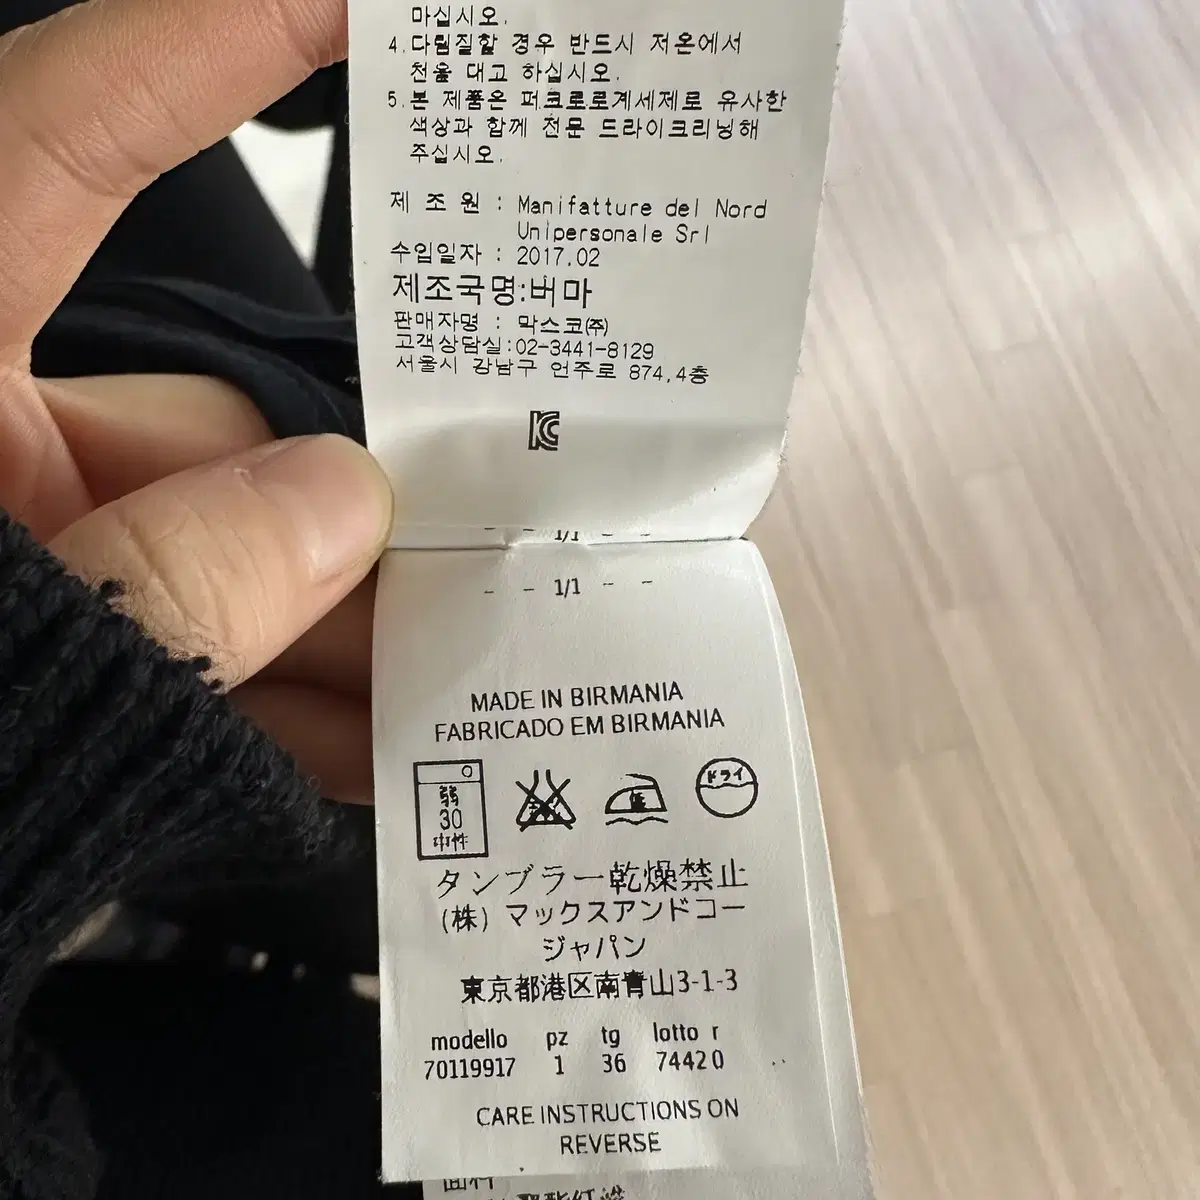 마십시오.
4.다림질할 경우 반드시 저온에서
천을 대고 하십시오.
5.본 제품은 퍼크로로계세제로 유사한
색상과 함께 전문 드라이크리닝해
주십시오.
제 조 원 : Manifatture del Nord
Unipersonale Srl
수입일자 : 2017.02
제조국명:버마
판매자명 : 막스코(주)
고객상담실:02-3441-8129
서울시 강남구 언주로 874,4층
KC
- - 1/1 - -
- - 1/1 - -
MADE IN BIRMANIA
FABRICADO EM BIRMANIA
弱 30 中性 低 ドライ
タンブラー乾燥禁止
(株) マックスアンドコー
ジャパン
東京都港区南青山3-1-3
modello pz tg lotto r
70119917 1 36 7442 0
CARE INSTRUCTIONS ON
REVERSE
面料